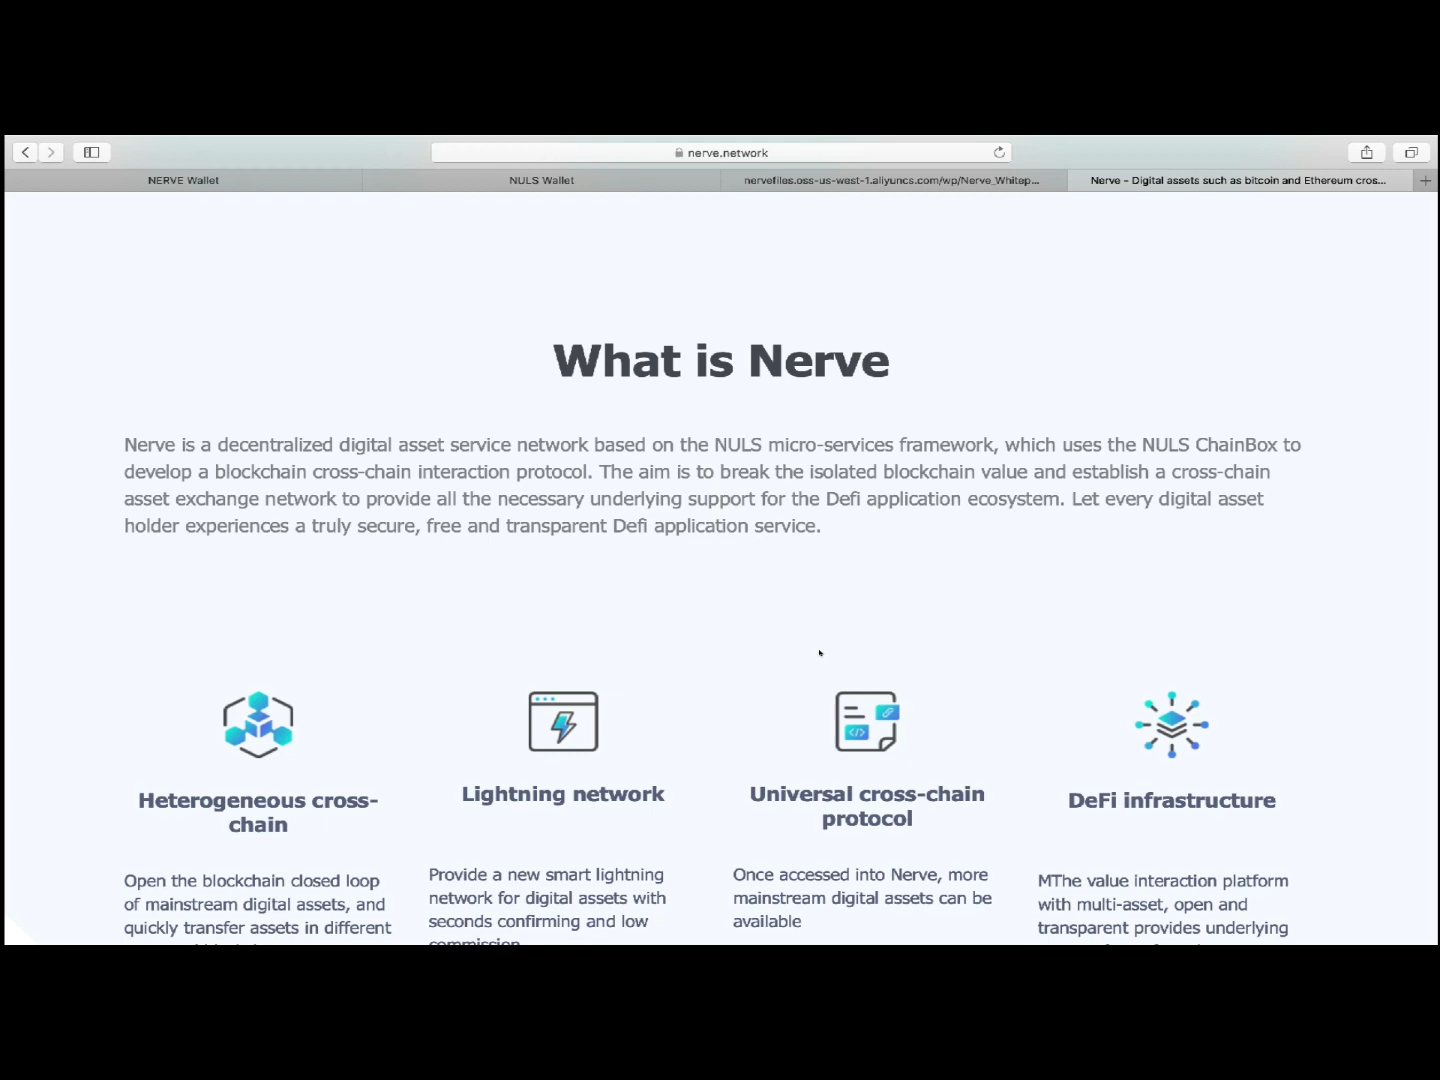 nerve.network
NERVE Wallet
NULS Wallet
nervefiles.oss-us-west-1.aliyuncs.com/wp/Nerve_Whitep...
Nerve - Digital assets such as bitcoin and Ethereum cros...
What is Nerve
Nerve is a decentralized digital asset service network based on the NULS micro-services framework, which uses the NULS ChainBox to
develop a blockchain cross-chain interaction protocol. The aim is to break the isolated blockchain value and establish a cross-chain
asset exchange network to provide all the necessary underlying support for the Defi application ecosystem. Let every digital asset
holder experiences a truly secure, free and transparent Defi application service.
Heterogeneous cross-
chain
Open the blockchain closed loop
of mainstream digital assets, and
quickly transfer assets in different
Lightning network
Provide a new smart lightning
network for digital assets with
seconds confirming and low
commission
Universal cross-chain
protocol
Once accessed into Nerve, more
mainstream digital assets can be
available
DeFi infrastructure
MThe value interaction platform
with multi-asset, open and
transparent provides underlying